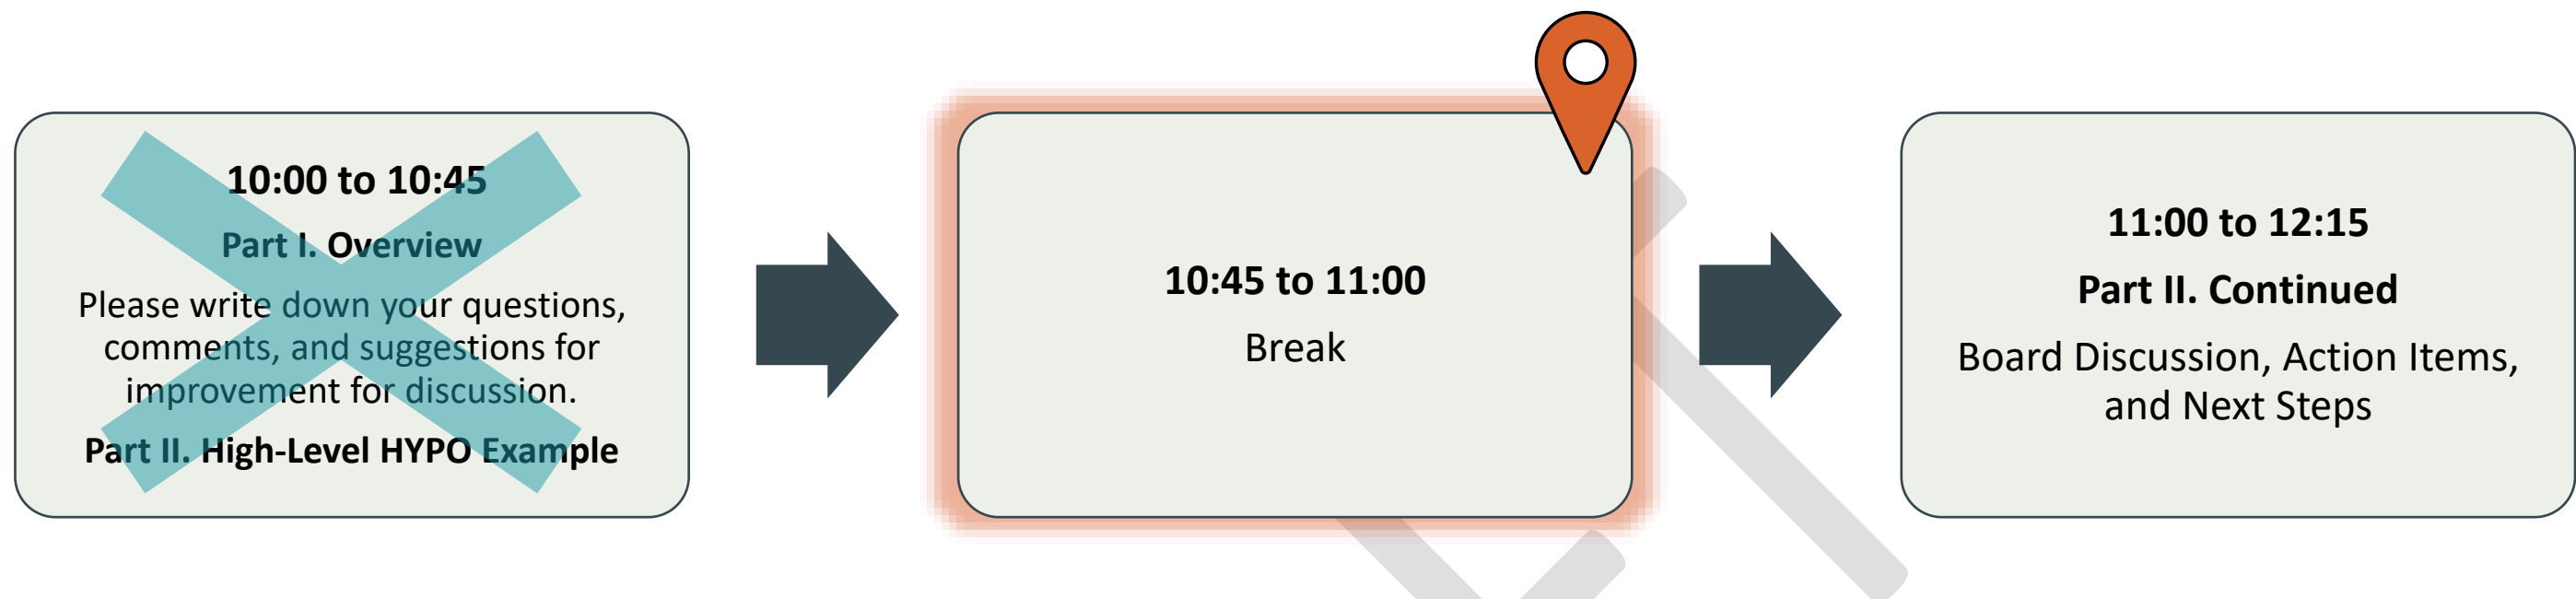 10:00 to 10:45
Part I. Overview
Please write down your questions,
comments, and suggestions for
improvement for discussion.
Part II. High-Level HYPO Example
10:45 to 11:00
Break
11:00 to 12:15
Part II. Continued
Board Discussion, Action Items,
and Next Steps